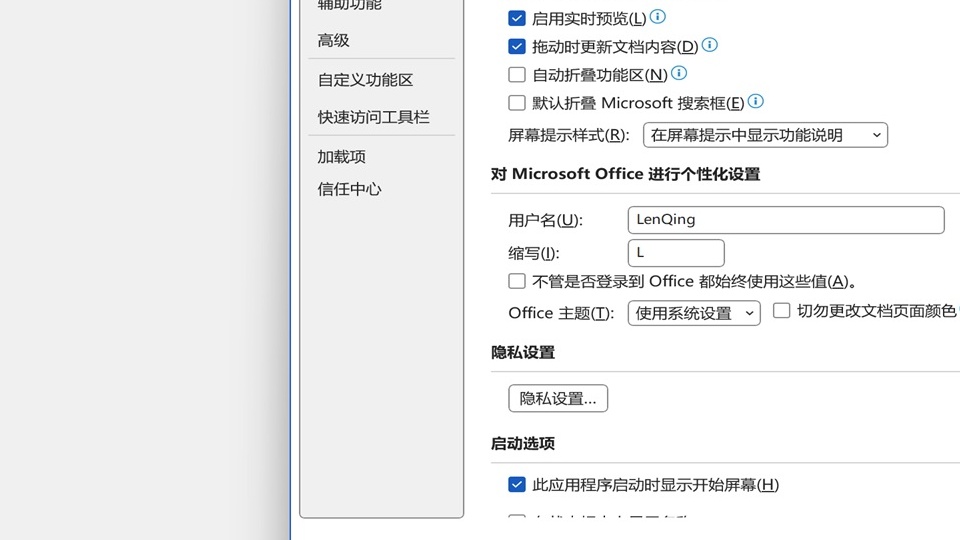 辅助功能
高级
自定义功能区
快速访问工具栏
加载项
信任中心
启用实时预览(L)
拖动时更新文档内容(D)
自动折叠功能区(N)
默认折叠 Microsoft 搜索框(E)
屏幕提示样式(R): 在屏幕提示中显示功能说明
对 Microsoft Office 进行个性化设置
用户名(U): LenQing
缩写(I): L
不管是否登录到 Office 都始终使用这些值(A)。
Office 主题(T): 使用系统设置 切勿更改文档页面颜色
隐私设置
隐私设置...
启动选项
此应用程序启动时显示开始屏幕(H)